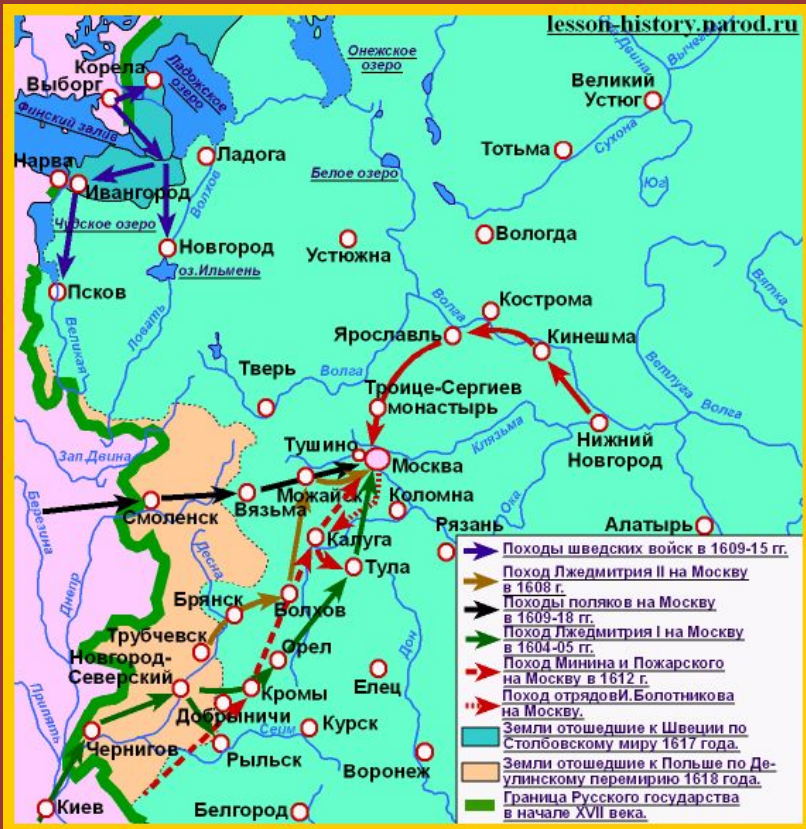 lesson-history.narod.ru
Онежское
озеро
Сев.Двина
Вычегда
Корела
Выборг
Ладожское
озеро
Великий
Устюг
Финский залив
Сухона
Тотьма
Ладога
Нарва
Ивангород
Волхов
Белое озеро
Юг
Чудское озеро
Новгород
оз.Ильмень
Устюжна
Вологда
Псков
Великая
Ловать
Волга
Кострома
Вятка
Ярославль
Кинешма
Ветлуга
Волга
Тверь
Волга
Троице-Сергиев
монастырь
Клязьма
Нижний
Новгород
Зап.Двина
Тушино
Москва
Можайск
Коломна
Ока
Березина
Смоленск
Вязьма
Рязань
Алатырь
Калуга
Днепр
Десна
Тула
Брянск
Волхов
Дон
Трубчевск
Новгород-
Северский
Орел
Елец
Припять
Кромы
Добрыничи
Курск
Сейм
Чернигов
Рыльск
Воронеж
Киев
Белгород
Походы шведских войск в 1609-15 гг.
Поход Лжедмитрия II на Москву
в 1608 г.
Походы поляков на Москву
в 1609-18 гг.
Поход Лжедмитрия I на Москву
в 1604-05 гг.
Поход Минина и Пожарского
на Москву в 1612 г.
Поход отрядовИ.Болотникова
на Москву.
Земли отошедшие к Швеции по
Столбовскому миру 1617 года.
Земли отошедшие к Польше по Де-
улинскому перемирию 1618 года.
Граница Русского государства
в начале XVII века.